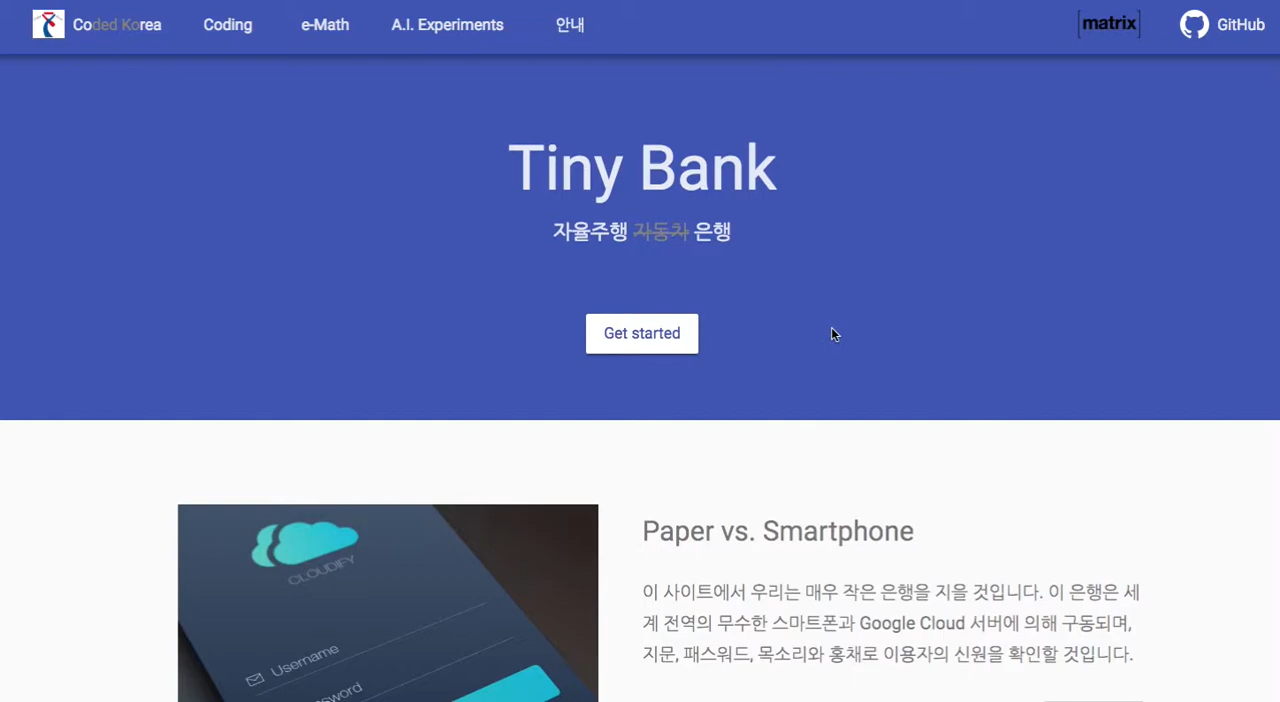 Coded Korea Coding e-Math A.I. Experiments 안내 [matrix] GitHub
Tiny Bank
자율주행 자동차 은행
Get started
CLOUDIFY
Username
Paper vs. Smartphone
이 사이트에서 우리는 매우 작은 은행을 지을 것입니다. 이 은행은 세
계 전역의 무수한 스마트폰과 Google Cloud 서버에 의해 구동되며,
지문, 패스워드, 목소리와 홍채로 이용자의 신원을 확인할 것입니다.